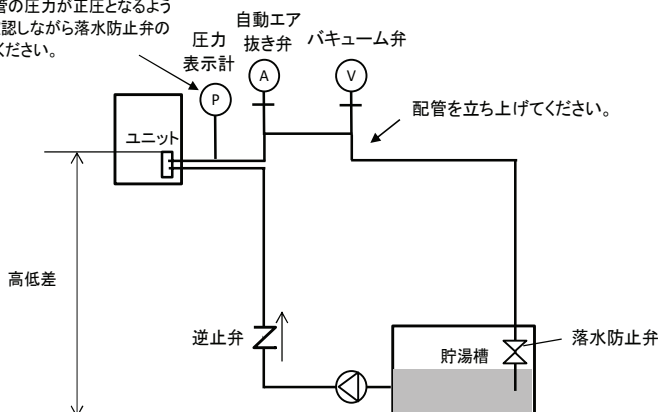 管の圧力が正圧となるよう
認しながら落水防止弁の
ください。
圧力
表示計
自動エア
抜き弁
バキューム弁
P
A
V
配管を立ち上げてください。
ユニット
高低差
逆止弁
貯湯槽
落水防止弁